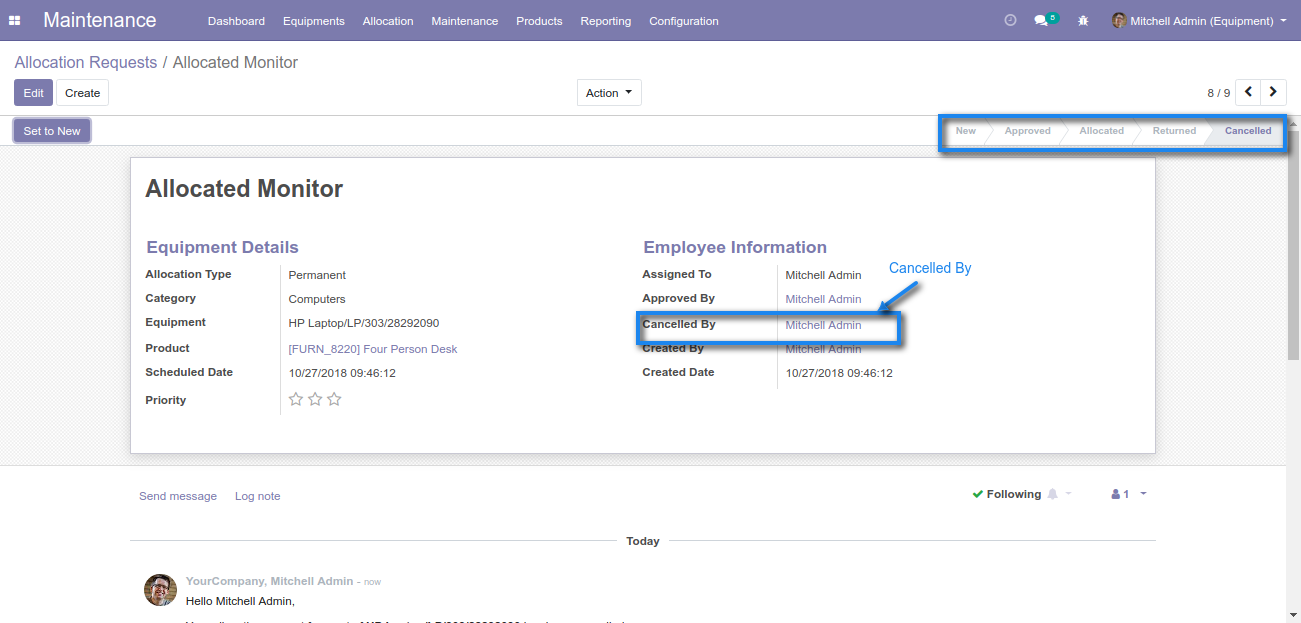 Maintenance Dashboard Equipments Allocation Maintenance Products Reporting Configuration 5 Mitchell Admin (Equipment)
Allocation Requests / Allocated Monitor
Edit Create Action 8 / 9
Set to New New Approved Allocated Returned Cancelled
Allocated Monitor
Equipment Details
Allocation Type Permanent
Category Computers
Equipment HP Laptop/LP/303/28292090
Product [FURN_8220] Four Person Desk
Scheduled Date 10/27/2018 09:46:12
Priority
Employee Information
Cancelled By
Assigned To Mitchell Admin
Approved By Mitchell Admin
Cancelled By Mitchell Admin
Created By Mitchell Admin
Created Date 10/27/2018 09:46:12
Send message Log note Following 1
Today
YourCompany, Mitchell Admin - now
Hello Mitchell Admin,